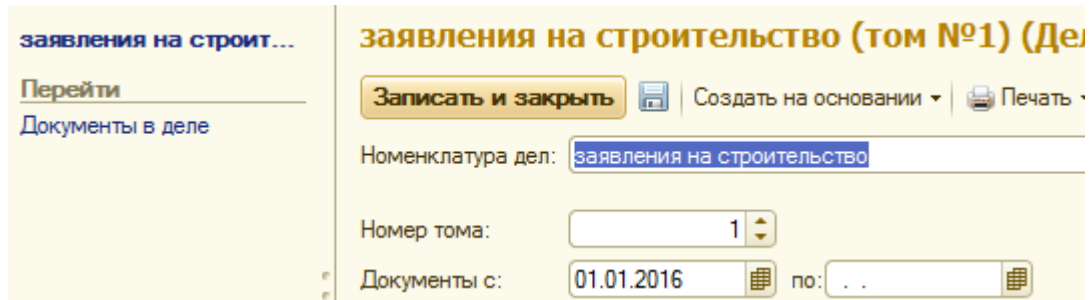 заявления на строит...
Перейти
Документы в деле
заявления на строительство (том №1) (Дел
Записать и закрыть Создать на основании Печать
Номенклатура дел: заявления на строительство
Номер тома: 1
Документы с: 01.01.2016 по: . .